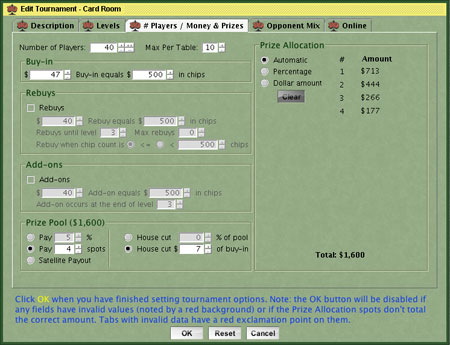 Edit Tournament - Card Room
Description Levels # Players / Money & Prizes Opponent Mix Online
Number of Players: 40 Max Per Table: 10
Buy-in
$ 47 Buy-in equals $ 500 in chips
Rebuys
Rebuys
$ 40 Rebuy equals $ 500 in chips
Rebuys until level 3 Max rebuys 0
Rebuy when chip count is <= < 500 chips
Add-ons
Add-ons
$ 40 Add-on equals $ 500 in chips
Add-on occurs at the end of level 3
Prize Pool ($1,600)
Pay 5 % House cut 0 % of pool
Pay 4 spots House cut $ 7 of buy-in
Satellite Payout
Prize Allocation
Automatic # Amount
Percentage 1 $713
Dollar amount 2 $444
Clear 3 $266
4 $177
Total: $1,600
Click OK when you have finished setting tournament options. Note: the OK button will be disabled if
any fields have invalid values (noted by a red background) or if the Prize Allocation spots don't total
the correct amount. Tabs with invalid data have a red exclamation point on them.
OK Reset Cancel